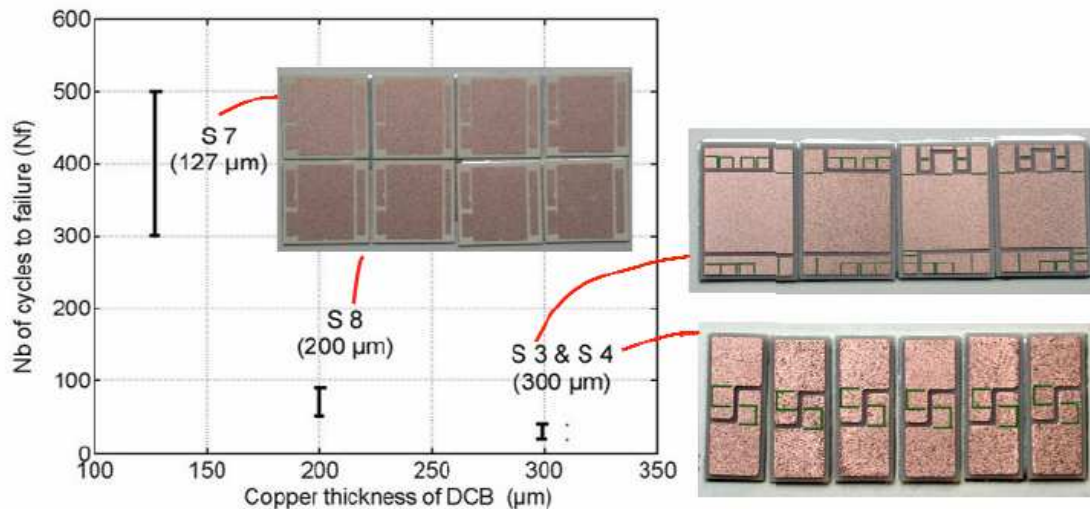 600
500
400
300
200
100
0
Nb of cycles to failure (Nf)
S 7
(127 µm)
S 8
(200 µm)
S 3 & S 4
(300 µm)
100
150
200
250
300
350
Copper thickness of DCB (µm)